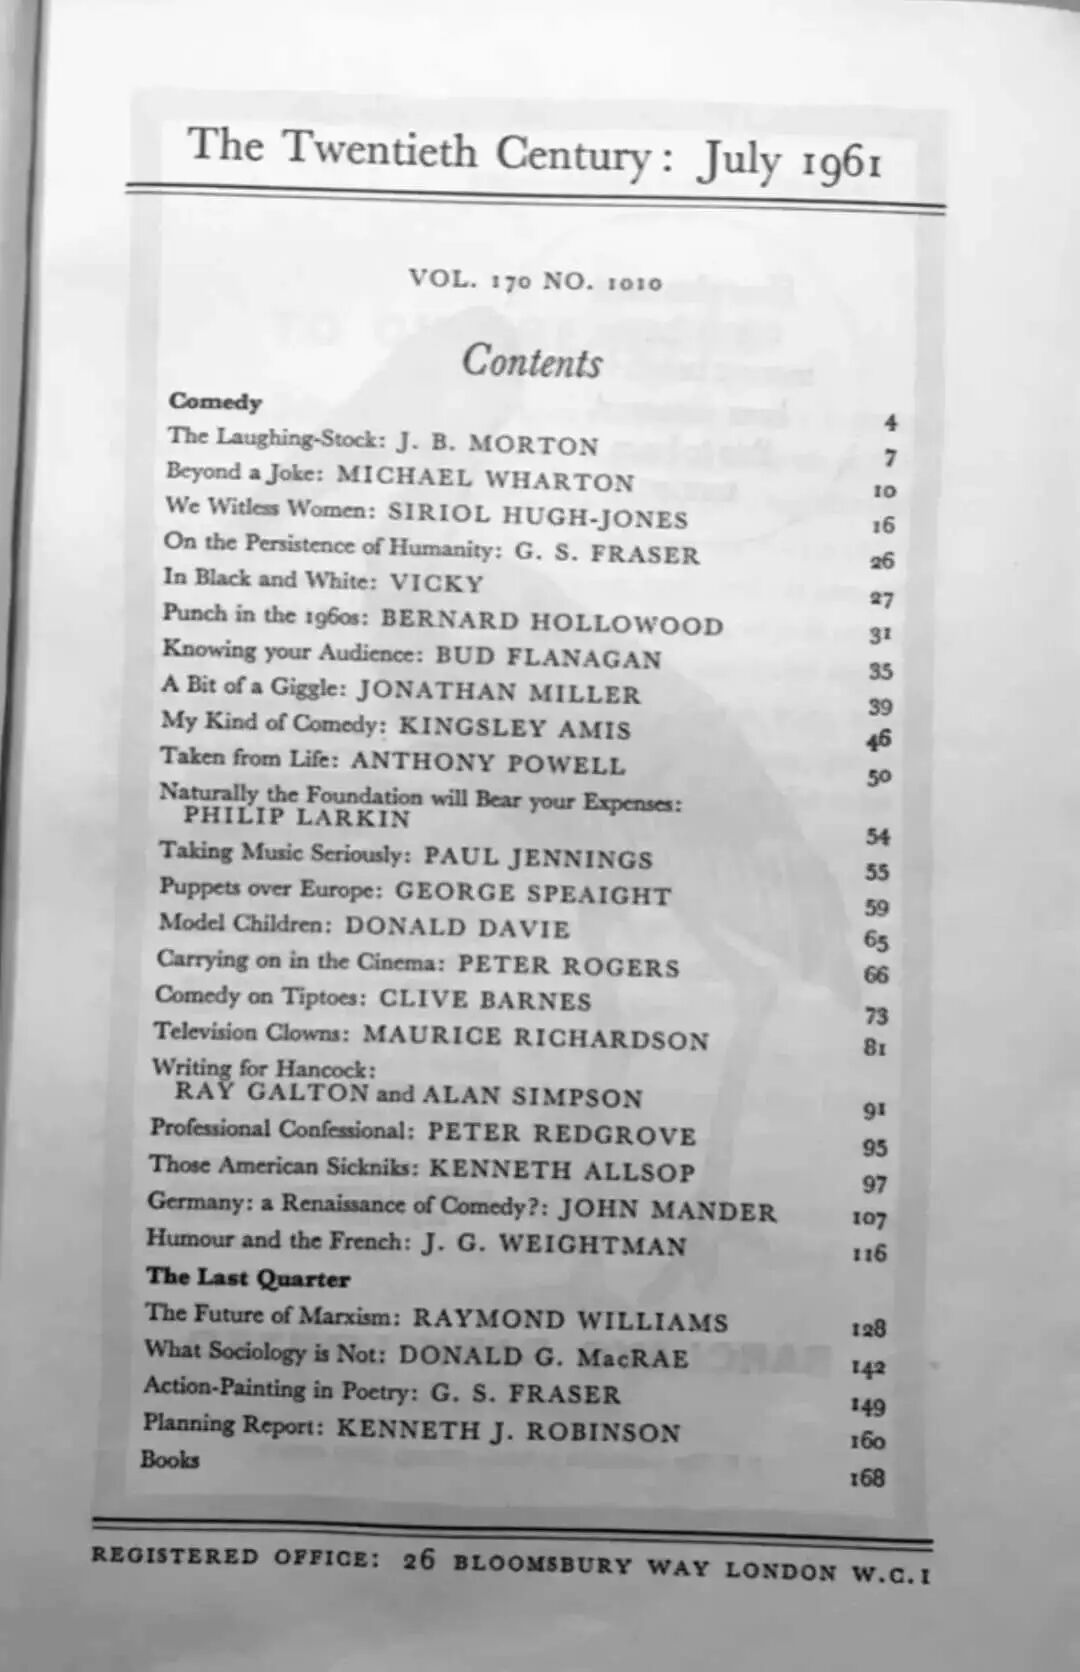 The Twentieth Century: July 1961
VOL. 170 NO. 1010
Contents
Comedy 4
The Laughing-Stock: J. B. MORTON 7
Beyond a Joke: MICHAEL WHARTON 10
We Witless Women: SIRIOL HUGH-JONES 16
On the Persistence of Humanity: G. S. FRASER 26
In Black and White: VICKY 27
Punch in the 1960s: BERNARD HOLLOWOOD 31
Knowing your Audience: BUD FLANAGAN 35
A Bit of a Giggle: JONATHAN MILLER 39
My Kind of Comedy: KINGSLEY AMIS 46
Taken from Life: ANTHONY POWELL 50
Naturally the Foundation will Bear your Expenses:
PHILIP LARKIN 54
Taking Music Seriously: PAUL JENNINGS 55
Puppets over Europe: GEORGE SPEAIGHT 59
Model Children: DONALD DAVIE 65
Carrying on in the Cinema: PETER ROGERS 66
Comedy on Tiptoes: CLIVE BARNES 73
Television Clowns: MAURICE RICHARDSON 81
Writing for Hancock:
RAY GALTON and ALAN SIMPSON 91
Professional Confessional: PETER REDGROVE 95
Those American Sickniks: KENNETH ALLSOP 97
Germany: a Renaissance of Comedy?: JOHN MANDER 107
Humour and the French: J. G. WEIGHTMAN 116
The Last Quarter
The Future of Marxism: RAYMOND WILLIAMS 128
What Sociology is Not: DONALD G. MacRAE 142
Action-Painting in Poetry: G. S. FRASER 149
Planning Report: KENNETH J. ROBINSON 160
Books 168
REGISTERED OFFICE: 26 BLOOMSBURY WAY LONDON W.C.1